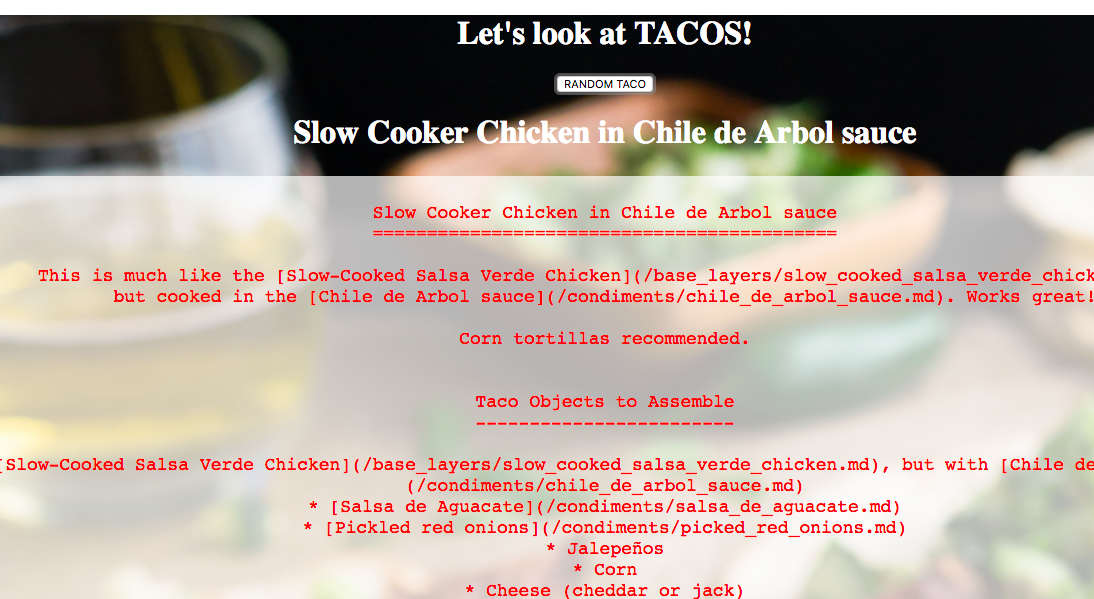 Let's look at TACOS!
RANDOM TACO
Slow Cooker Chicken in Chile de Arbol sauce
Slow Cooker Chicken in Chile de Arbol sauce
===========================================
This is much like the [Slow-Cooked Salsa Verde Chicken](/base_layers/slow_cooked_salsa_verde_chick
but cooked in the [Chile de Arbol sauce](/condiments/chile_de_arbol_sauce.md). Works great!
Corn tortillas recommended.
Taco Objects to Assemble
------------------------
[Slow-Cooked Salsa Verde Chicken](/base_layers/slow_cooked_salsa_verde_chicken.md), but with [Chile de
(/condiments/chile_de_arbol_sauce.md)
* [Salsa de Aguacate](/condiments/salsa_de_aguacate.md)
* [Pickled red onions](/condiments/picked_red_onions.md)
* Jalepeños
* Corn
* Cheese (cheddar or jack)